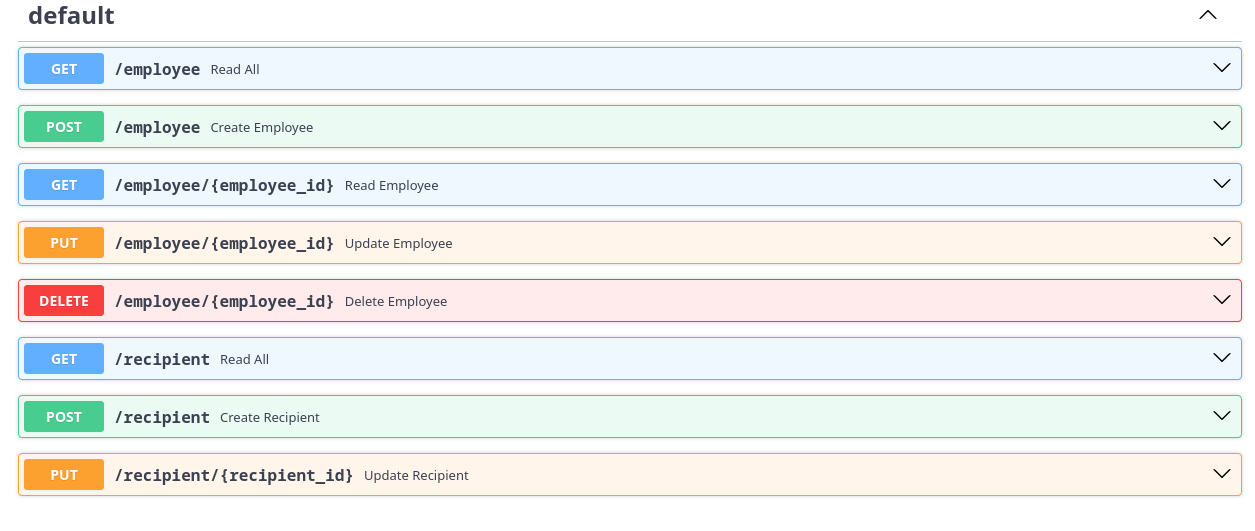 default
GET /employee Read All
POST /employee Create Employee
GET /employee/{employee_id} Read Employee
PUT /employee/{employee_id} Update Employee
DELETE /employee/{employee_id} Delete Employee
GET /recipient Read All
POST /recipient Create Recipient
PUT /recipient/{recipient_id} Update Recipient